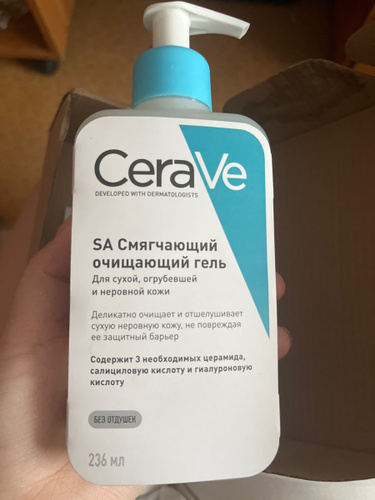 CeraVe
DEVELOPED WITH DERMATOLOGISTS
SA Смягчающий
очищающий гель
Для сухой, огрубевшей
и неровной кожи
Деликатно очищает и отшелушивает
сухую неровную кожу, не повреждая
ее защитный барьер
Содержит 3 необходимых церамида,
салициловую кислоту и гиалуроновую
кислоту
БЕЗ ОТДУШЕК
236 мл